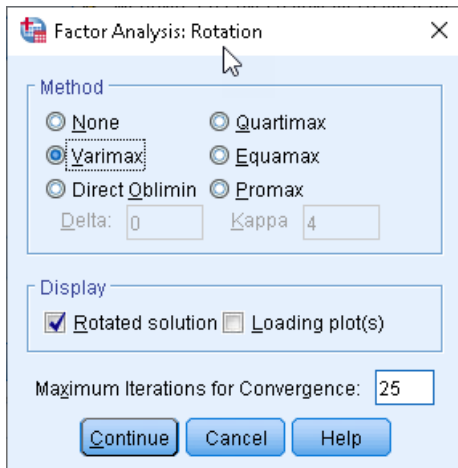 Factor Analysis: Rotation
Method
None Quartimax
Varimax Equamax
Direct Oblimin Promax
Delta: 0 Kappa 4
Display
Rotated solution Loading plot(s)
Maximum Iterations for Convergence: 25
Continue Cancel Help